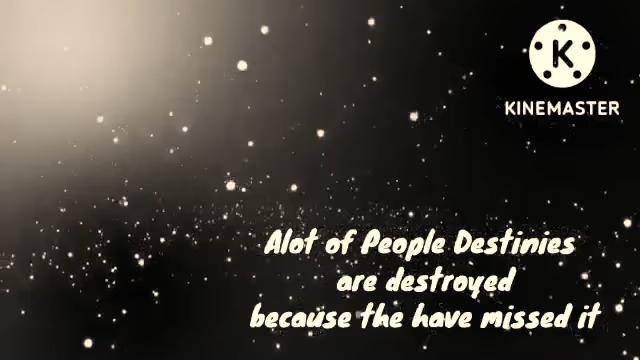 K
KINEMASTER
Alot of People Destinies
are destroyed
because the have missed it